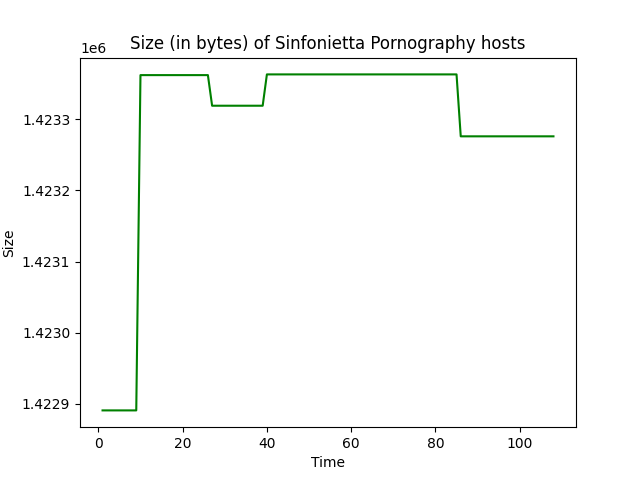 Size (in bytes) of Sinfonietta Pornography hosts
1e6
1.4233
1.4232
1.4231
1.4230
1.4229
Size
0 20 40 60 80 100
Time